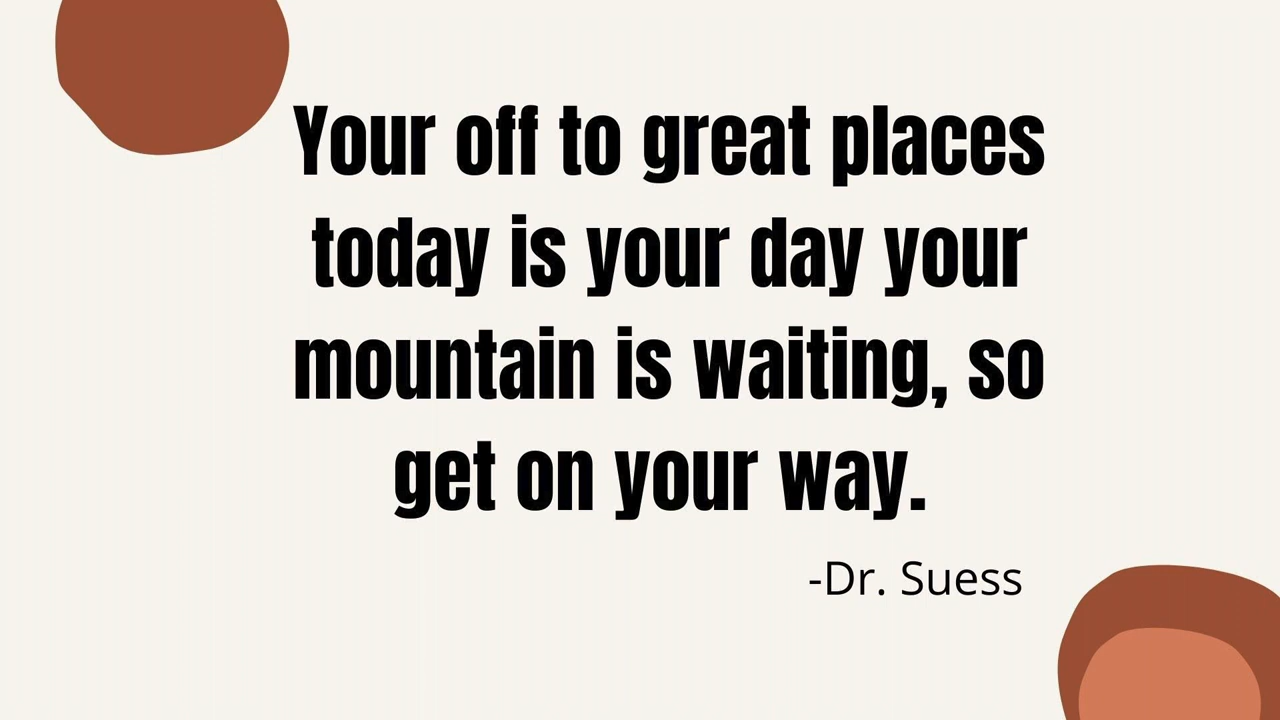 Your off to great places
today is your day your
mountain is waiting, so
get on your way.
-Dr. Suess